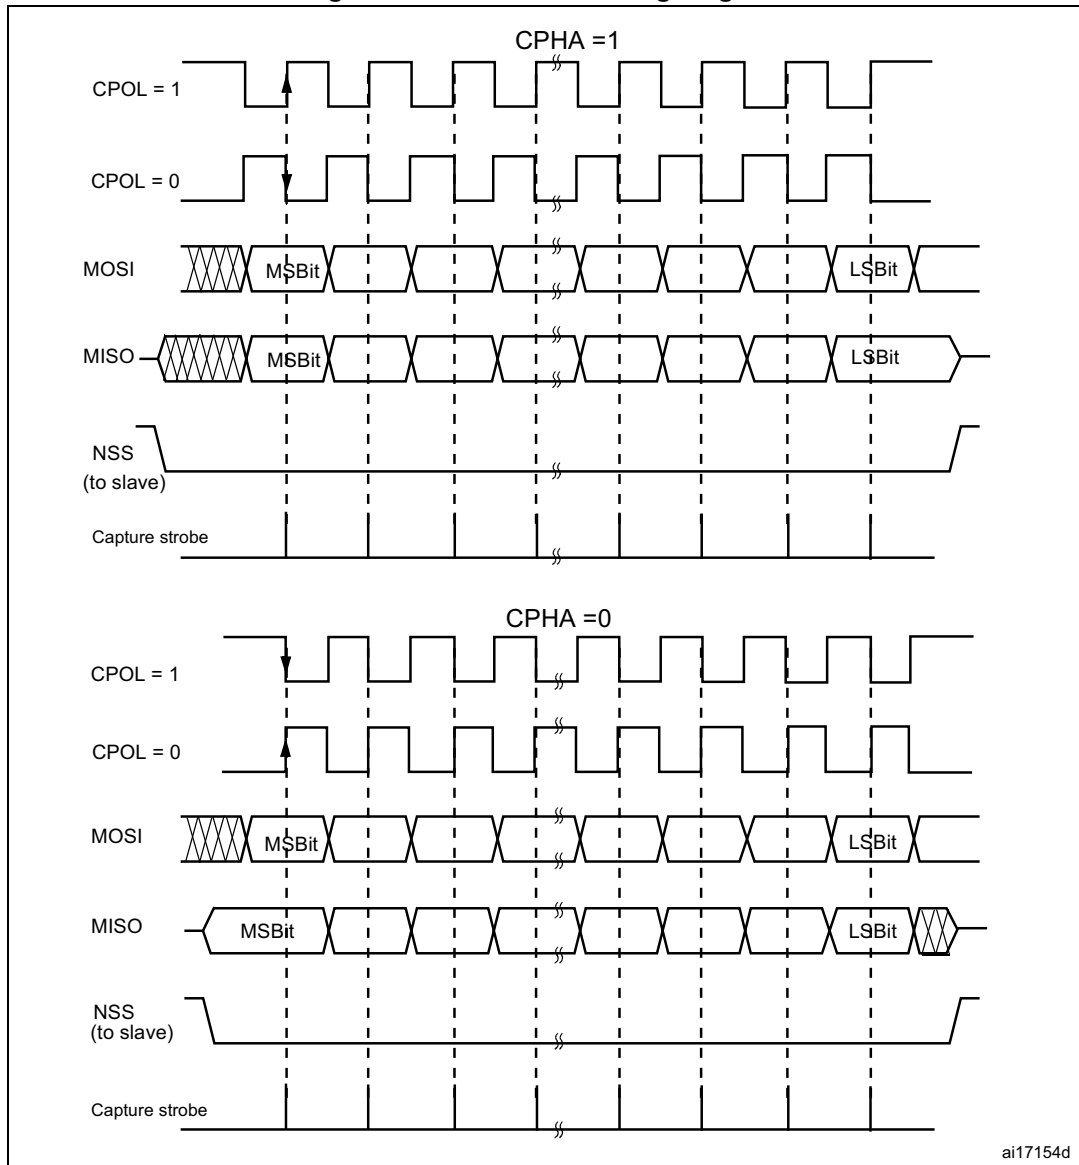 CPHA =1
CPOL = 1
CPOL = 0
MOSI MSBit LSBit
MISO MSBit LSBit
NSS
(to slave)
Capture strobe
CPHA =0
CPOL = 1
CPOL = 0
MOSI MSBit LSBit
MISO MSBit LSBit
NSS
(to slave)
Capture strobe
ai17154d